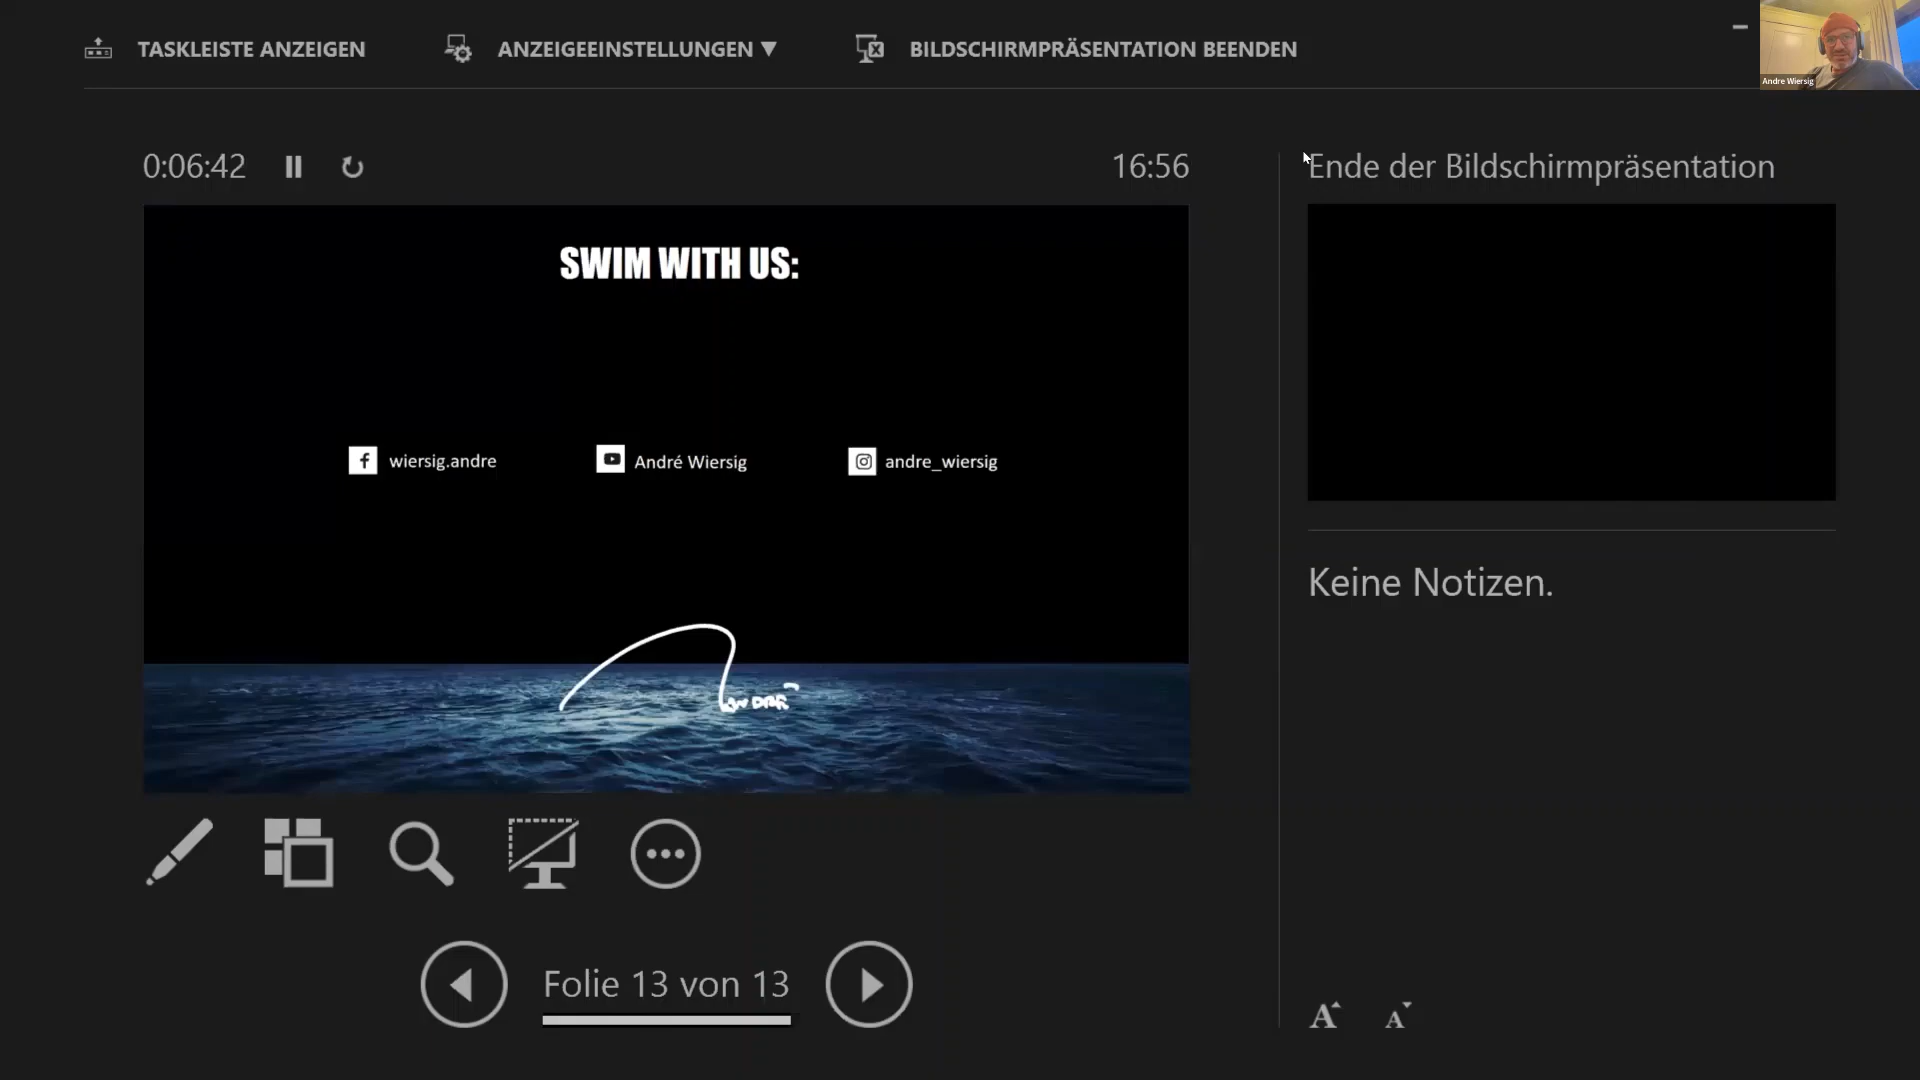 TASKLEISTE ANZEIGEN
ANZEIGEEINSTELLUNGEN ▼
BILDSCHIRMPRÄSENTATION BEENDEN
Andre Wiersig
0:06:42
16:56
Ende der Bildschirmpräsentation
SWIM WITH US:
wiersig.andre
André Wiersig
andre_wiersig
Keine Notizen.
Folie 13 von 13
A
A